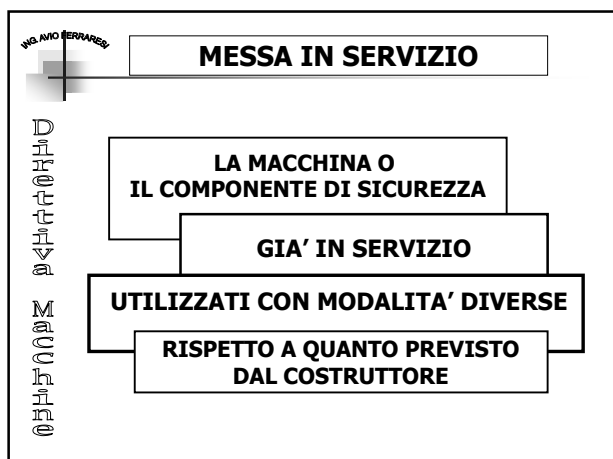 ING. AVIO FERRARESI
MESSA IN SERVIZIO
Direttiva Macchine
LA MACCHINA O
IL COMPONENTE DI SICUREZZA
GIA’ IN SERVIZIO
UTILIZZATI CON MODALITA’ DIVERSE
RISPETTO A QUANTO PREVISTO
DAL COSTRUTTORE